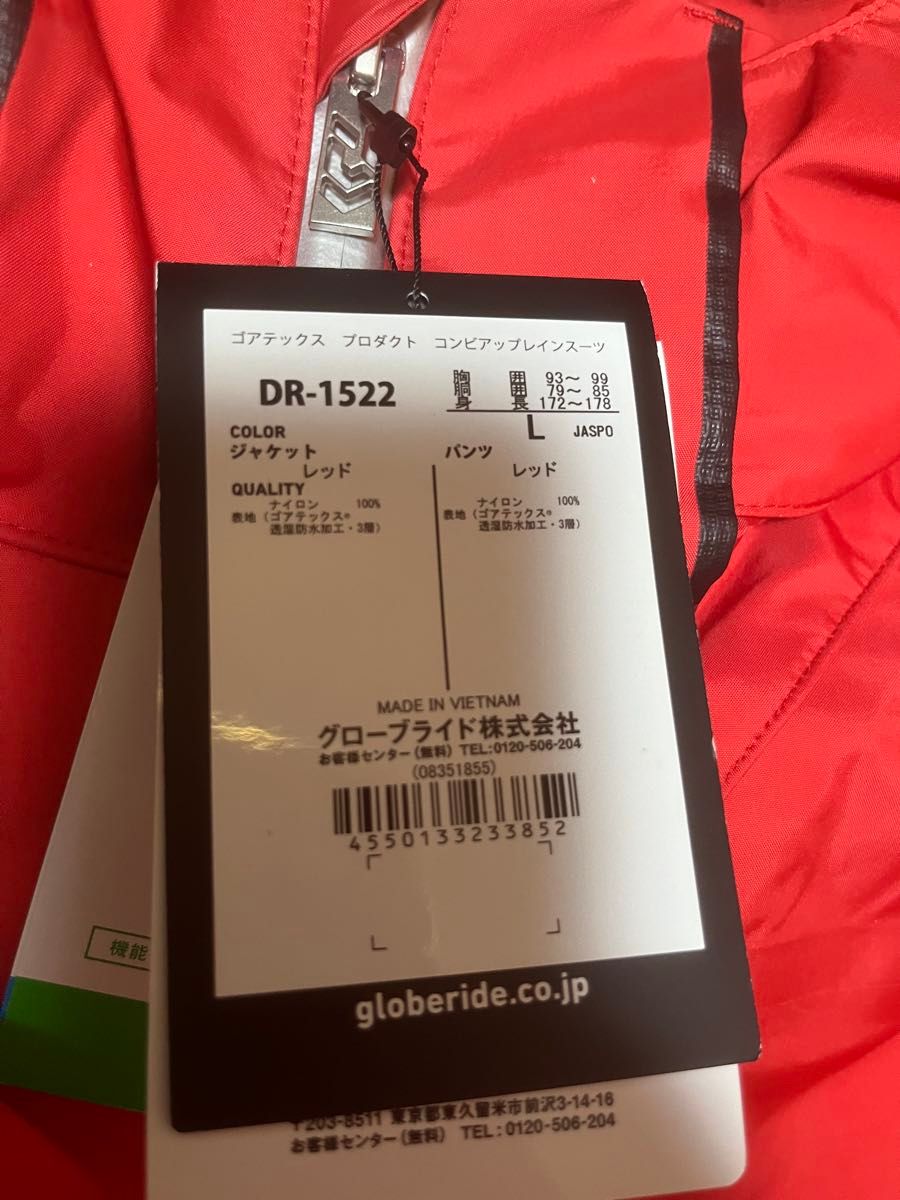 ゴアテックス プロダクト コンビアップレインスーツ
DR-1522
胸 囲 93～ 99
胴 囲 79～ 85
身 長 172～178
L JASPO
COLOR
ジャケット パンツ
レッド レッド
QUALITY
ナイロン 100% ナイロン 100%
表地（ゴアテックス® 表地（ゴアテックス®
透湿防水加工・3層） 透湿防水加工・3層）
MADE IN VIETNAM
グローブライド株式会社
お客様センター(無料) TEL:0120-506-204
(08351855)
4550133233852
機能
globeride.co.jp
〒203-8511 東京都東久留米市前沢3-14-16
お客様センター(無料) TEL:0120-506-204